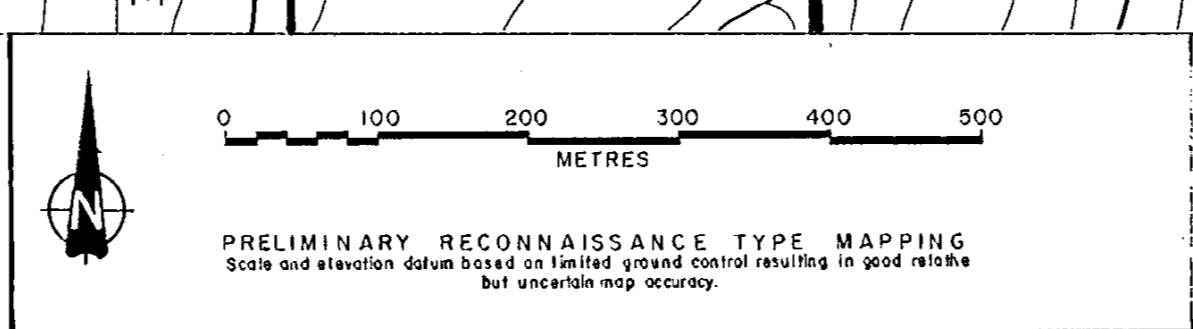 0 100 200 300 400 500
METRES
N
PRELIMINARY RECONNAISSANCE TYPE MAPPING
Scale and elevation datum based on limited ground control resulting in good relative
but uncertain map accuracy.